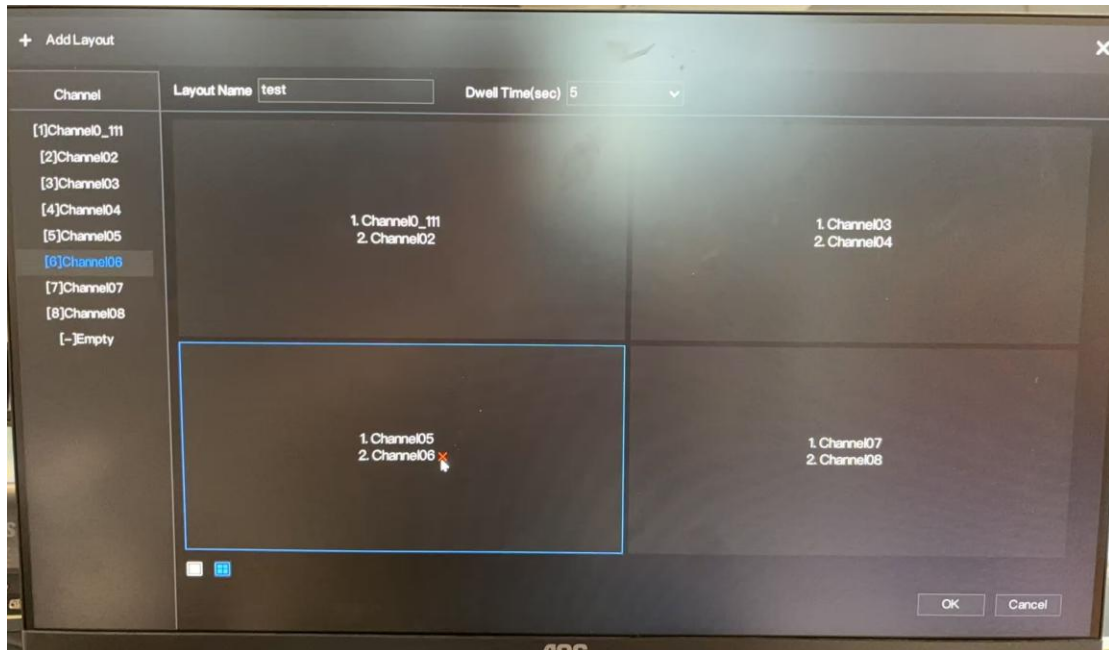 + Add Layout
Channel
Layout Name test
Dwell Time(sec) 5
[1]Channel0_111
[2]Channel02
[3]Channel03
[4]Channel04
[5]Channel05
[6]Channel06
[7]Channel07
[8]Channel08
[-]Empty
1. Channel0_111
2. Channel02
1. Channel03
2. Channel04
1. Channel05
2. Channel06
1. Channel07
2. Channel08
OK
Cancel